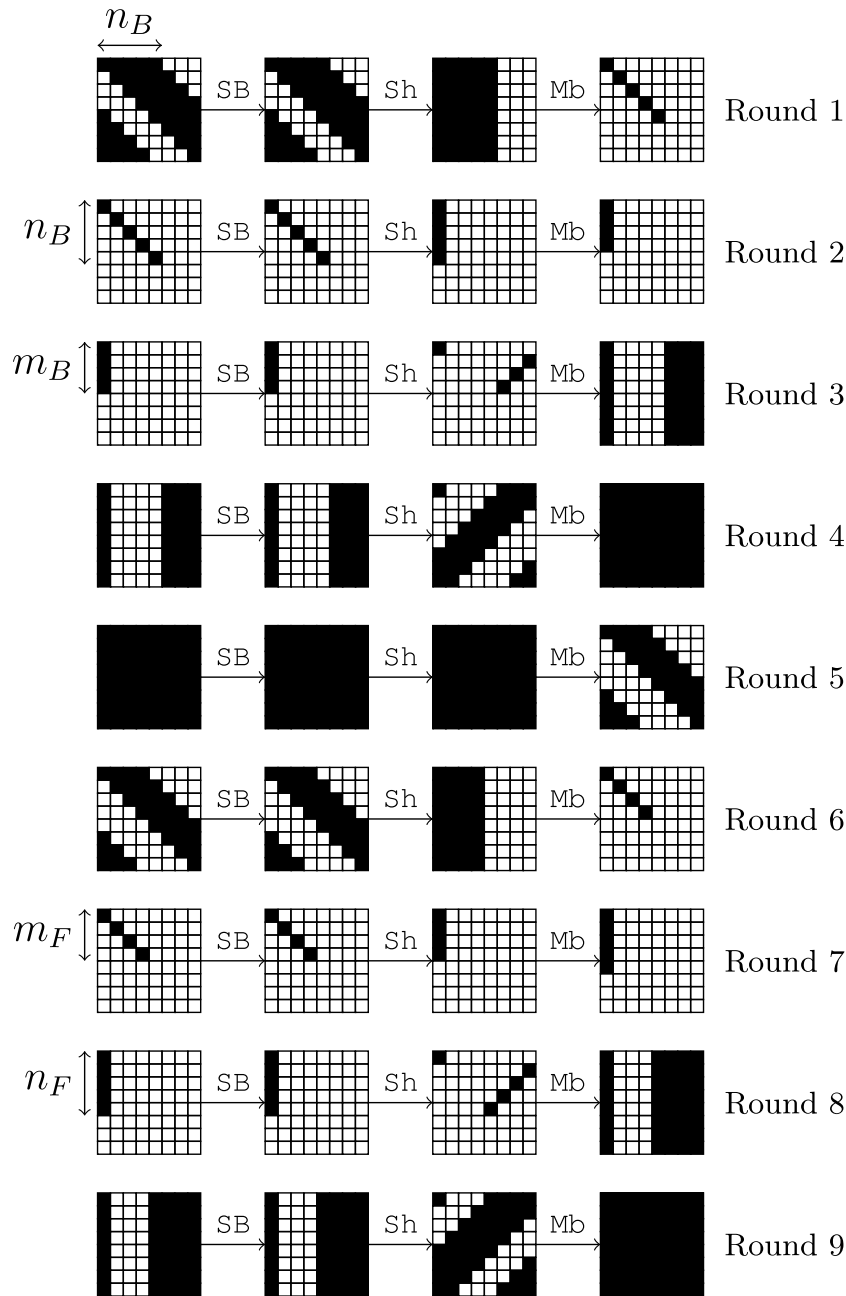 n_B
SB Sh Mb Round 1
n_B SB Sh Mb Round 2
m_B SB Sh Mb Round 3
SB Sh Mb Round 4
SB Sh Mb Round 5
SB Sh Mb Round 6
m_F SB Sh Mb Round 7
n_F SB Sh Mb Round 8
SB Sh Mb Round 9